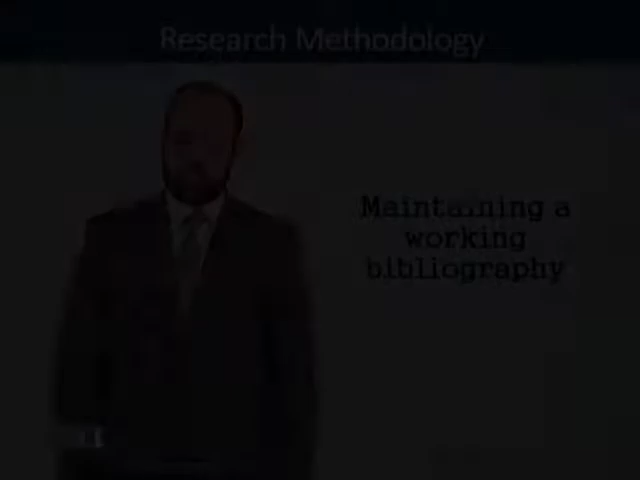 Research Methodology
Maintaining a
working
bibliography